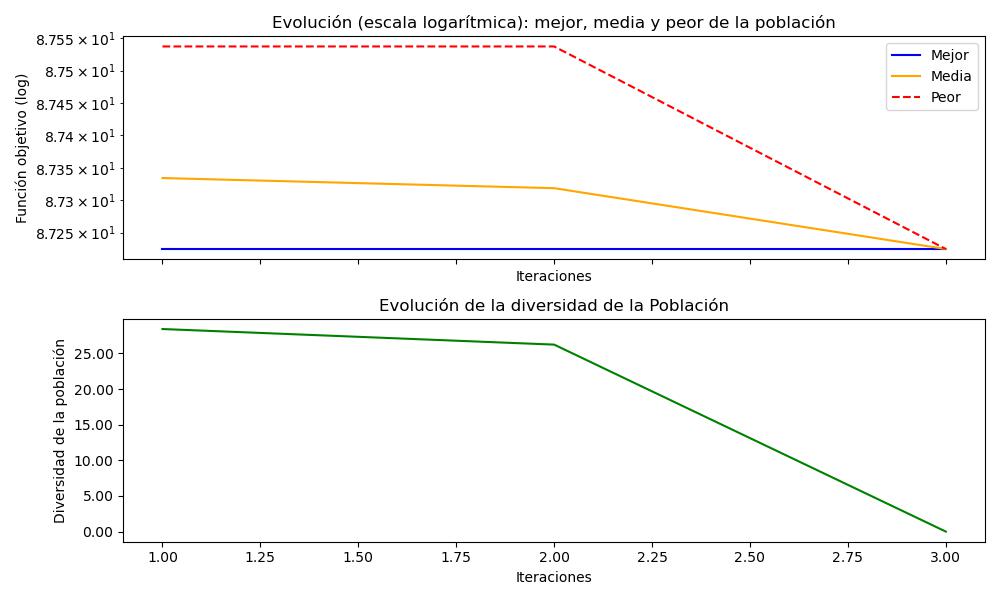 Evolución (escala logarítmica): mejor, media y peor de la población
Función objetivo (log)
8.755 × 10¹
8.75 × 10¹
8.745 × 10¹
8.74 × 10¹
8.735 × 10¹
8.73 × 10¹
8.725 × 10¹
Mejor
Media
Peor
Iteraciones
Evolución de la diversidad de la Población
Diversidad de la población
25.00
20.00
15.00
10.00
5.00
0.00
1.00 1.25 1.50 1.75 2.00 2.25 2.50 2.75 3.00
Iteraciones